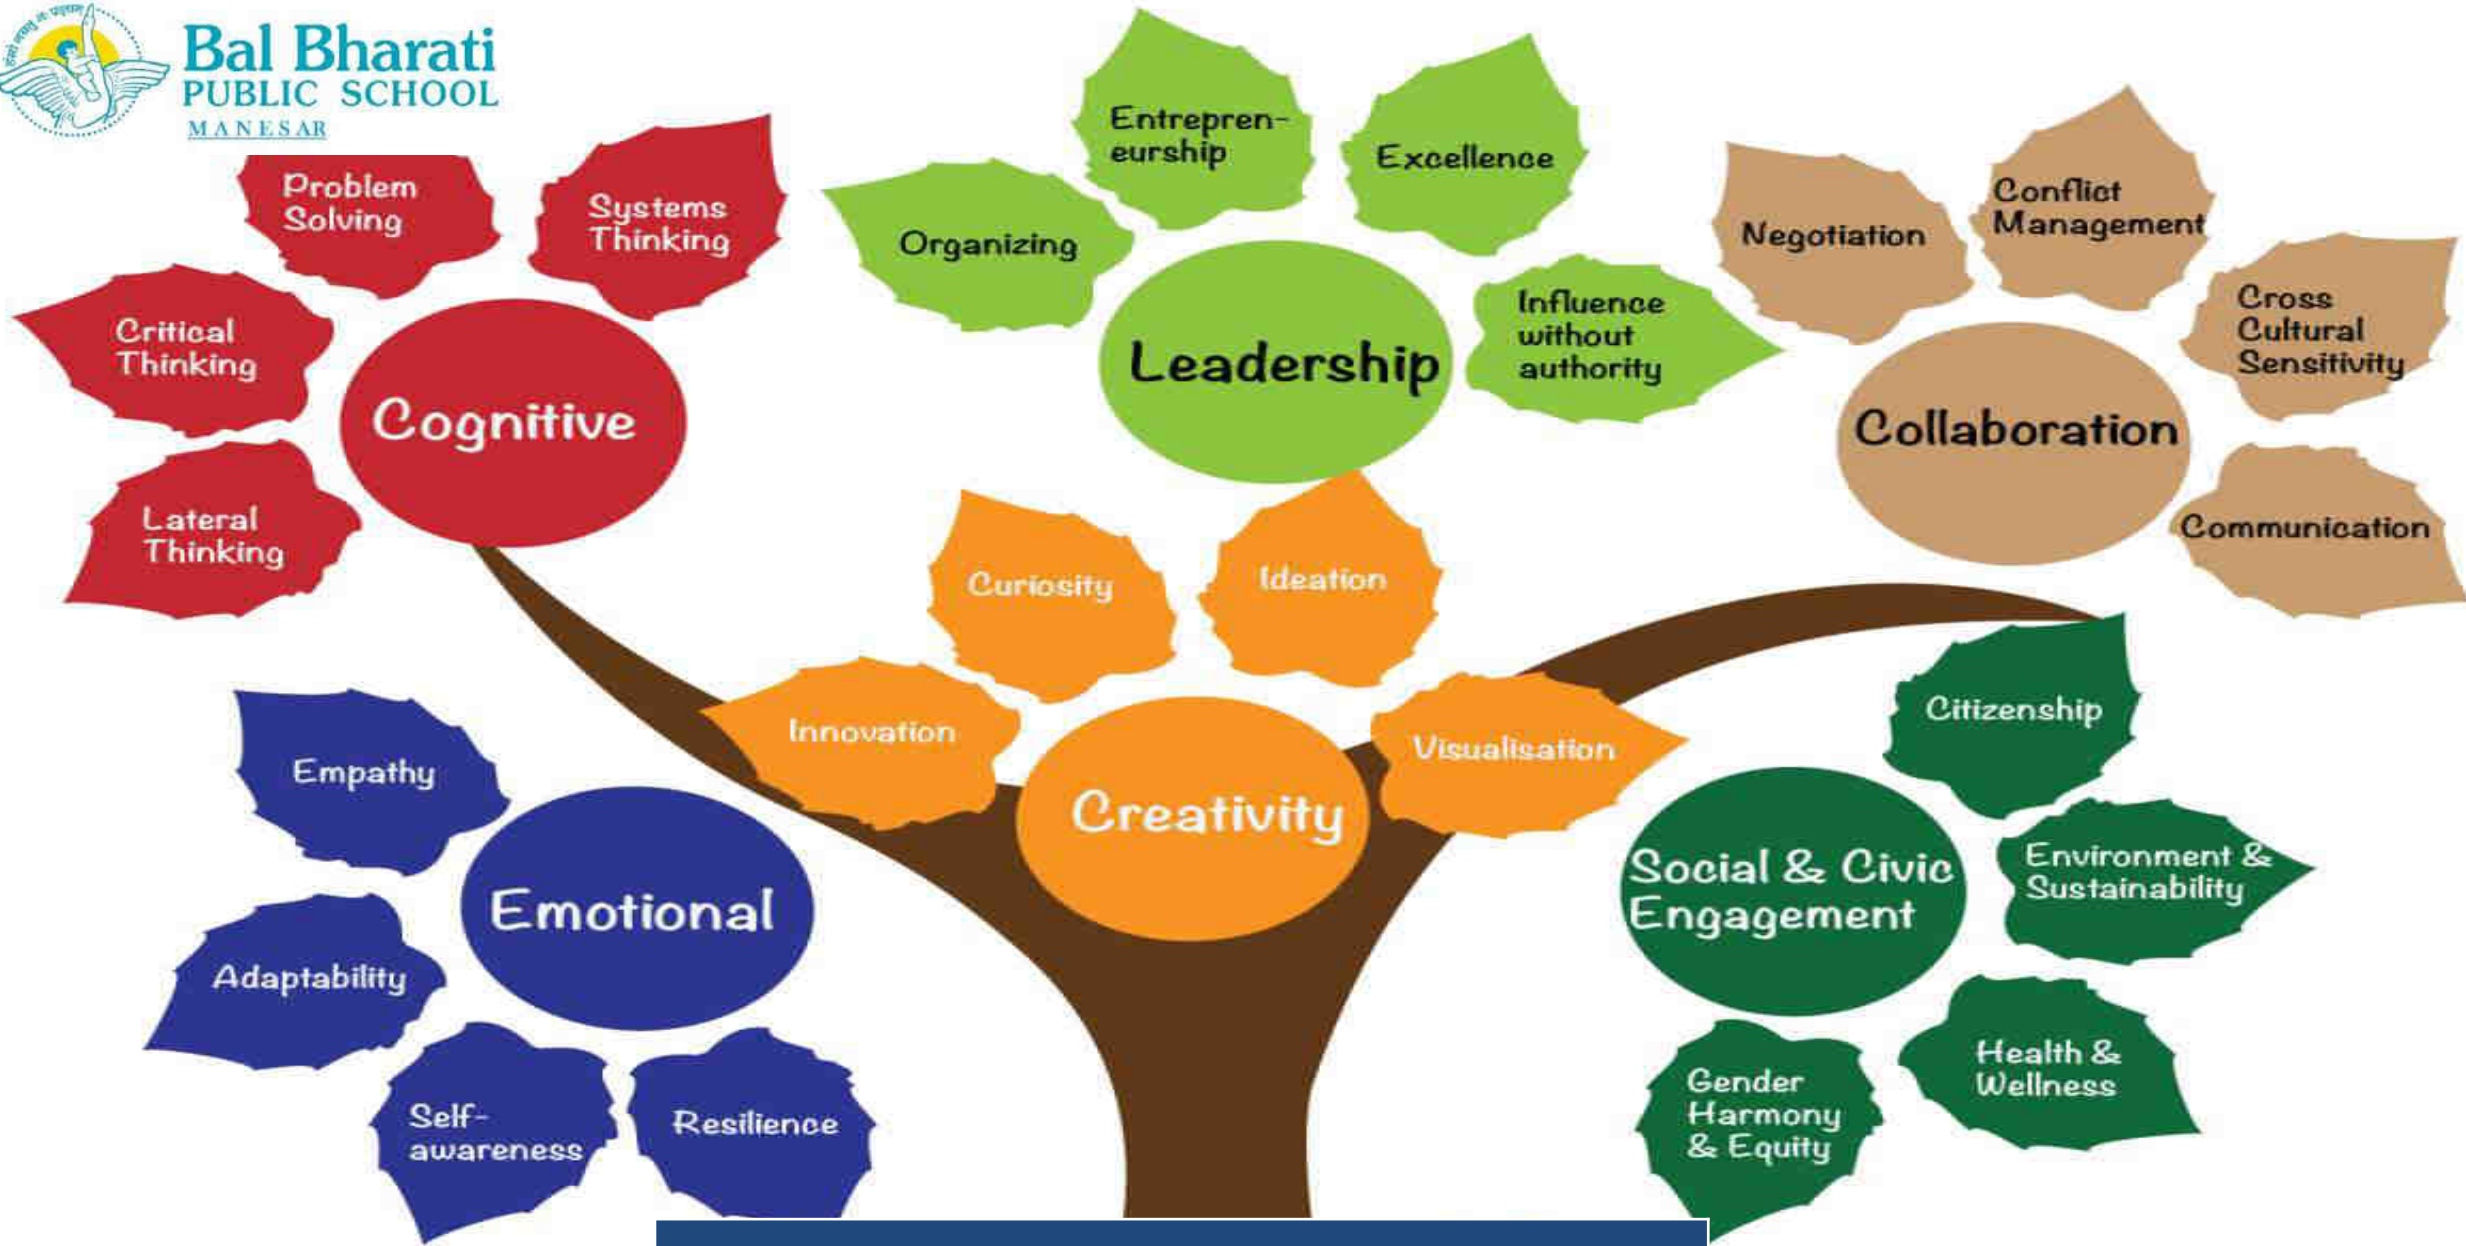 Bal Bharati
PUBLIC SCHOOL
MANESAR
Problem
Solving
Systems
Thinking
Critical
Thinking
Lateral
Thinking
Cognitive
Entrepren-
eurship
Excellence
Organizing
Influence
without
authority
Leadership
Negotiation
Conflict
Management
Cross
Cultural
Sensitivity
Communication
Collaboration
Curiosity
Ideation
Innovation
Visualisation
Creativity
Empathy
Adaptability
Self-
awareness
Resilience
Emotional
Citizenship
Environment &
Sustainability
Health &
Wellness
Gender
Harmony
& Equity
Social & Civic
Engagement